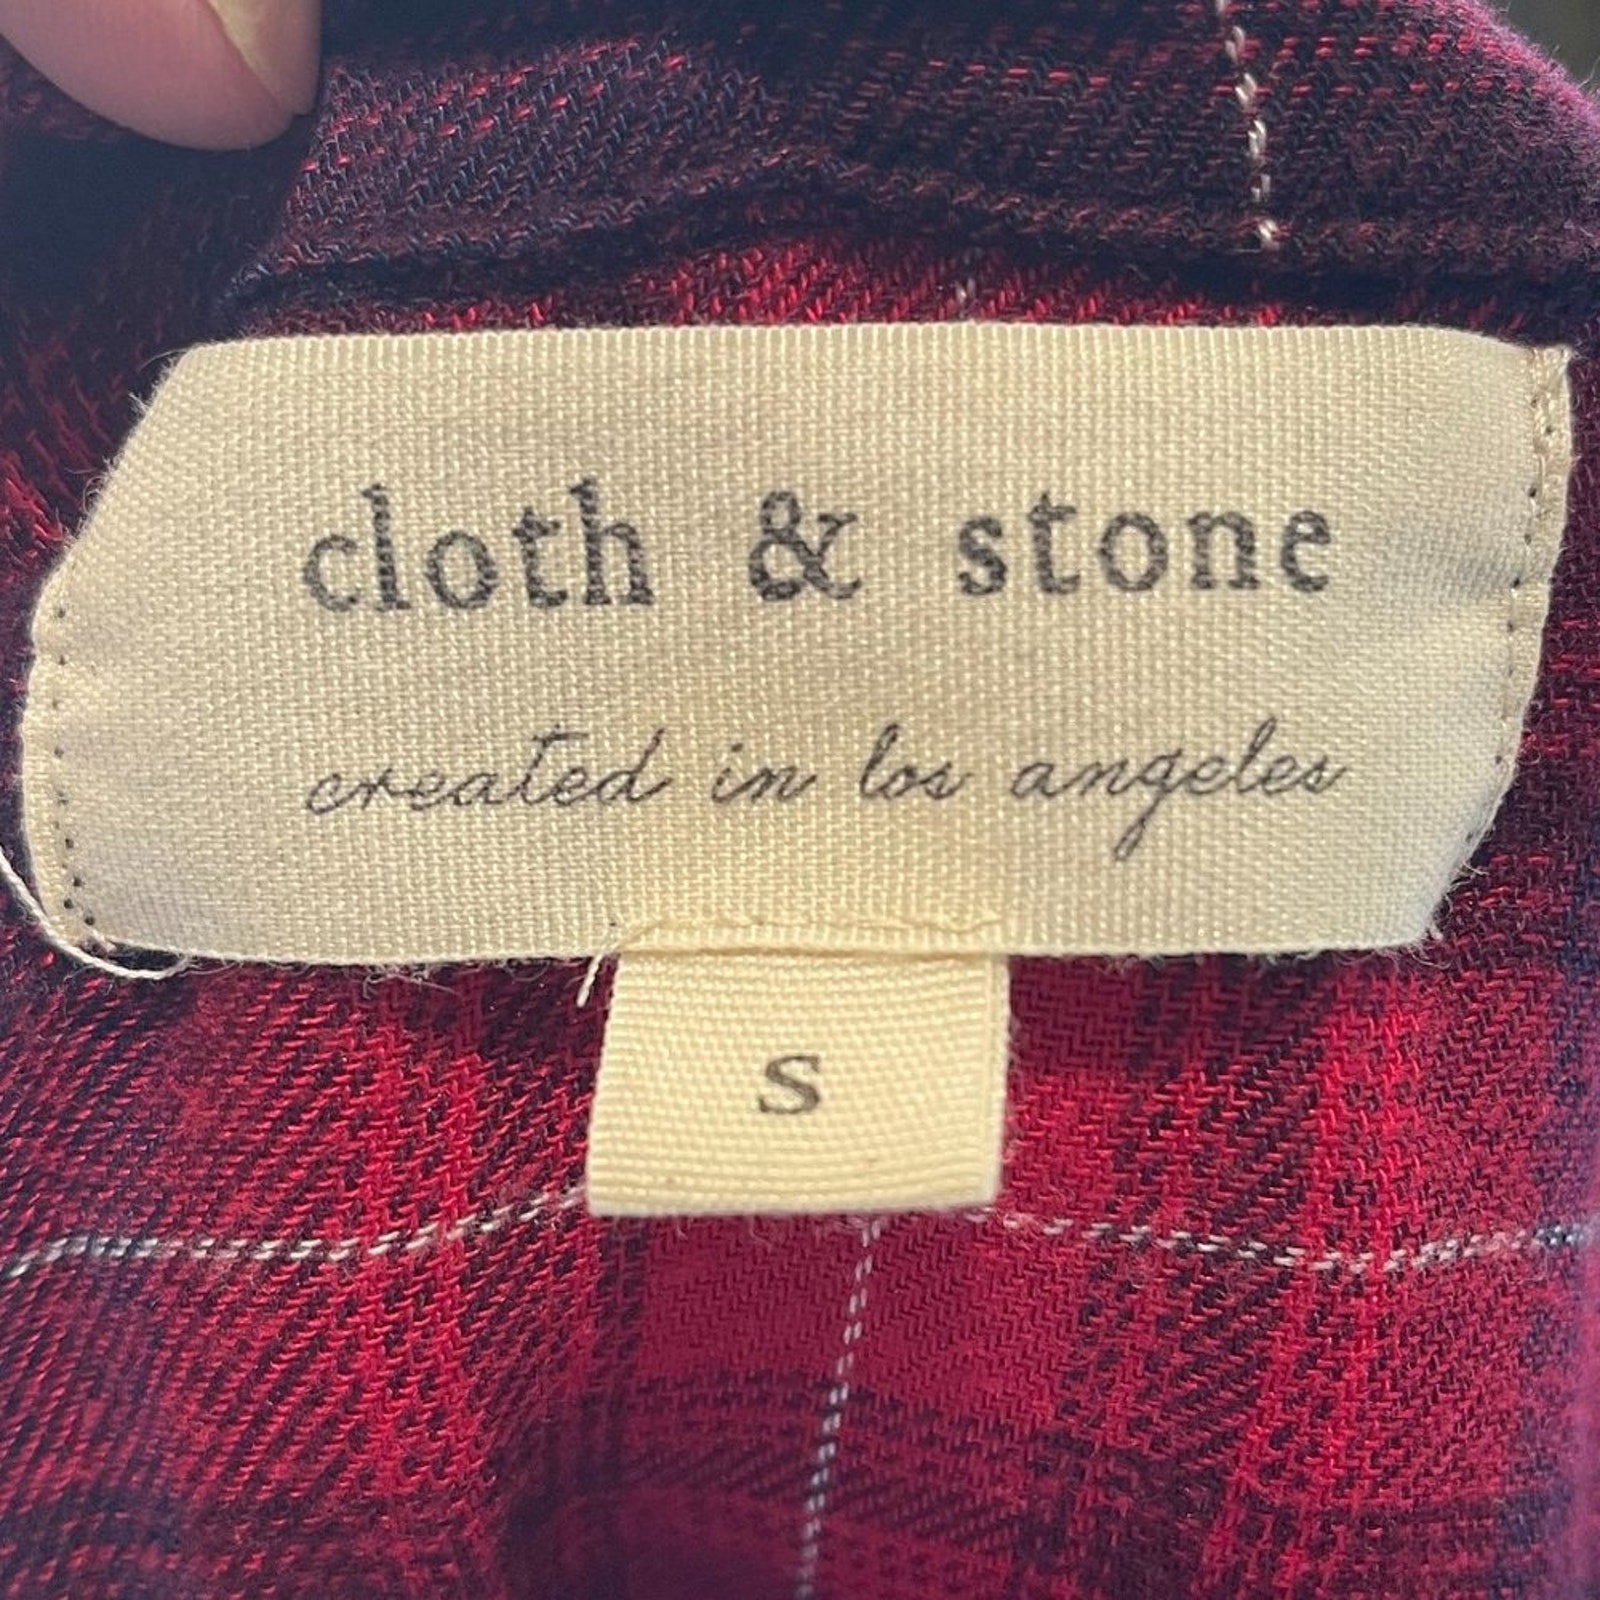 cloth & stone
created in los angeles
S